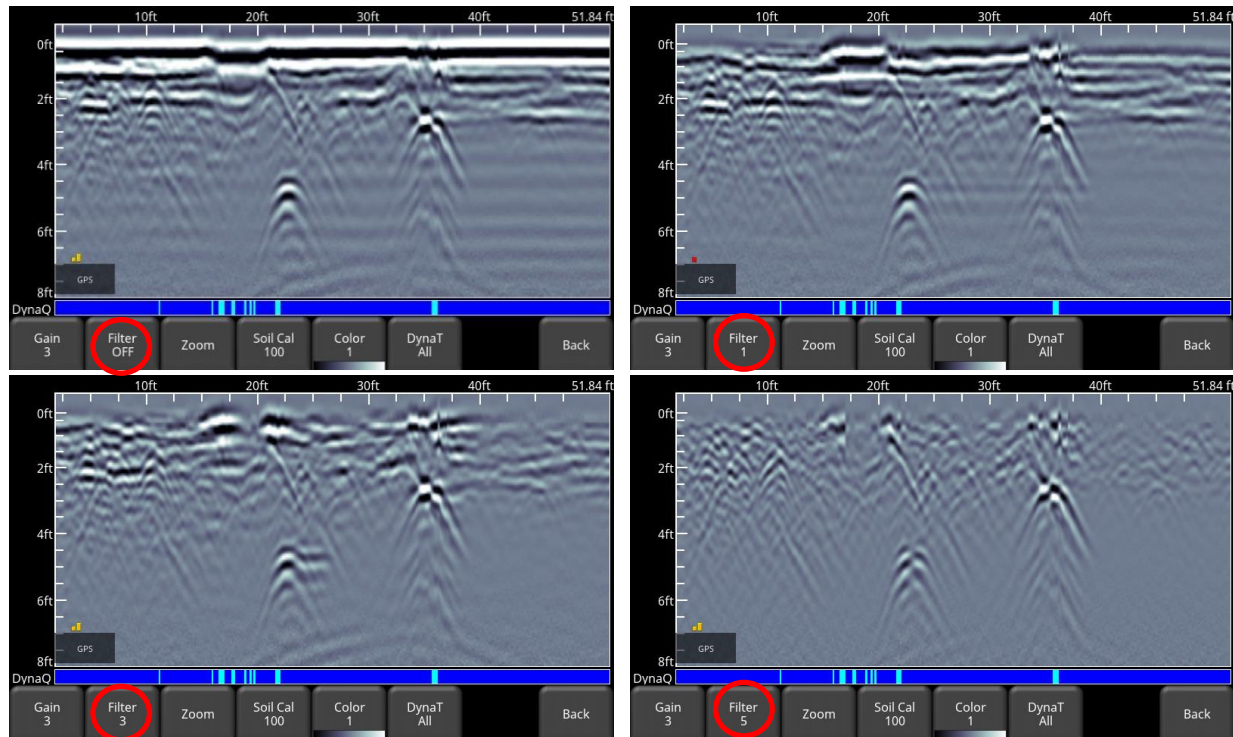 10ft 20ft 30ft 40ft 51.84 ft
0ft
2ft
4ft
6ft
GPS
8ft
DynaQ
Gain 3 Filter OFF Zoom Soil Cal 100 Color 1 DynaT All Back
10ft 20ft 30ft 40ft 51.84 ft
0ft
2ft
4ft
6ft
GPS
8ft
DynaQ
Gain 3 Filter 1 Zoom Soil Cal 100 Color 1 DynaT All Back
10ft 20ft 30ft 40ft 51.84 ft
0ft
2ft
4ft
6ft
GPS
8ft
DynaQ
Gain 3 Filter 3 Zoom Soil Cal 100 Color 1 DynaT All Back
10ft 20ft 30ft 40ft 51.84 ft
0ft
2ft
4ft
6ft
GPS
8ft
DynaQ
Gain 3 Filter 5 Zoom Soil Cal 100 Color 1 DynaT All Back